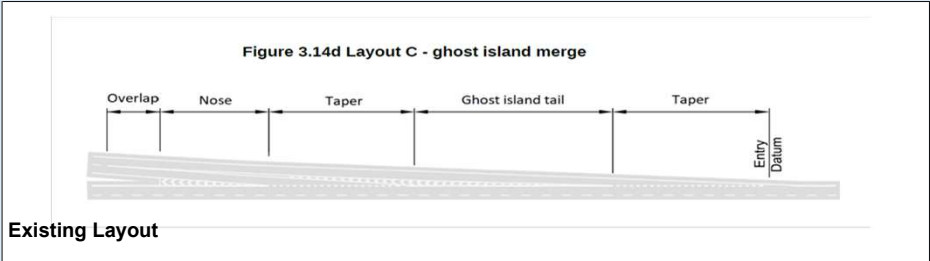 Figure 3.14d Layout C - ghost island merge
Overlap Nose Taper Ghost island tail Taper
Entry
Datum
Existing Layout